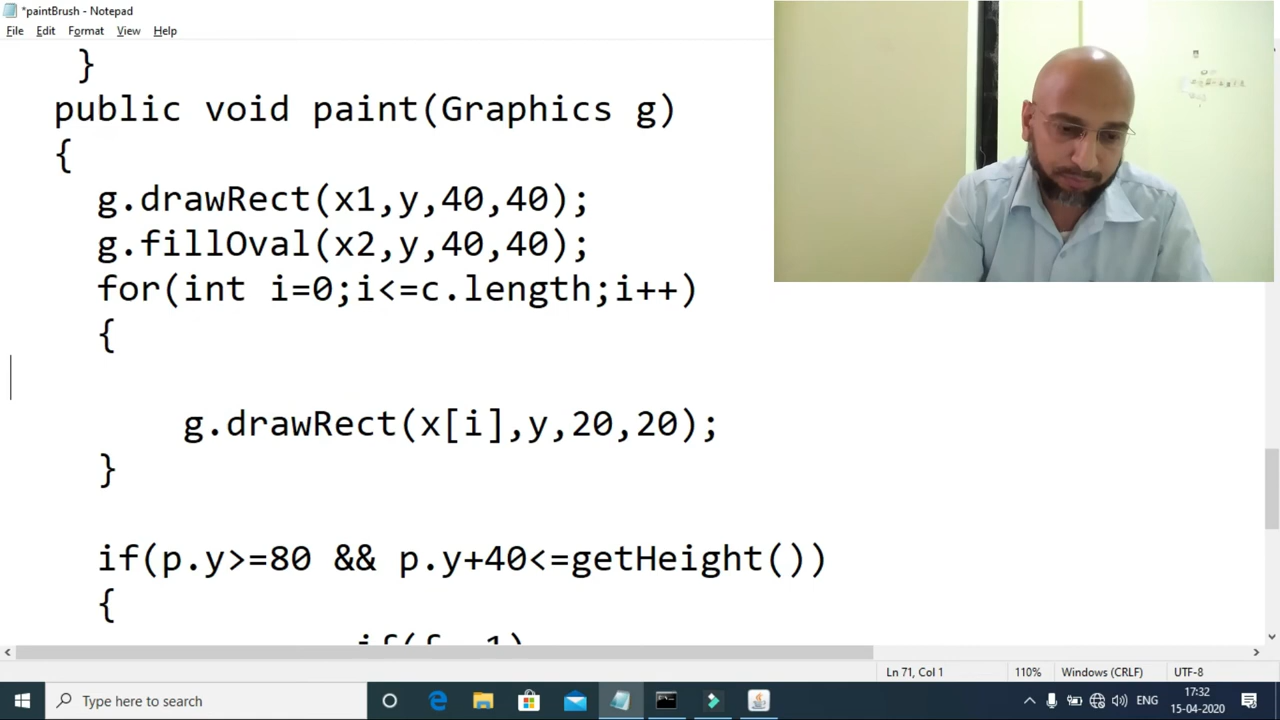 *paintBrush - Notepad
File Edit Format View Help
}
public void paint(Graphics g)
{
g.drawRect(x1,y,40,40);
g.fillOval(x2,y,40,40);
for(int i=0;i<=c.length;i++)
{
g.drawRect(x[i],y,20,20);
}
if(p.y>=80 && p.y+40<=getHeight())
{
Ln 71, Col 1 110% Windows (CRLF) UTF-8
Type here to search
ENG
17:32
15-04-2020